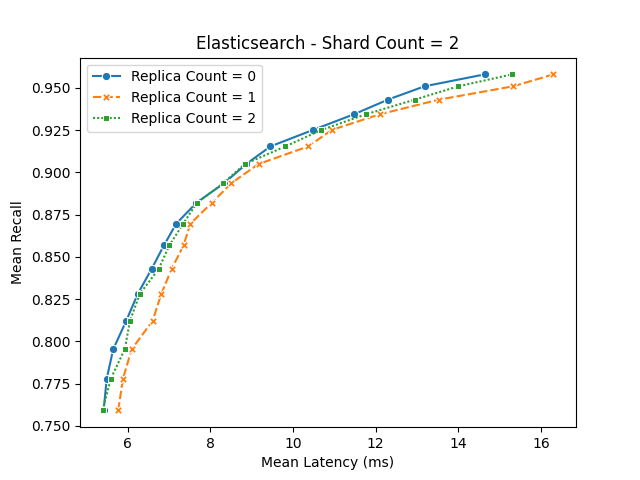 Elasticsearch - Shard Count = 2
Replica Count = 0
Replica Count = 1
Replica Count = 2
0.950
0.925
0.900
0.875
0.850
0.825
0.800
0.775
0.750
Mean Recall
6 8 10 12 14 16
Mean Latency (ms)